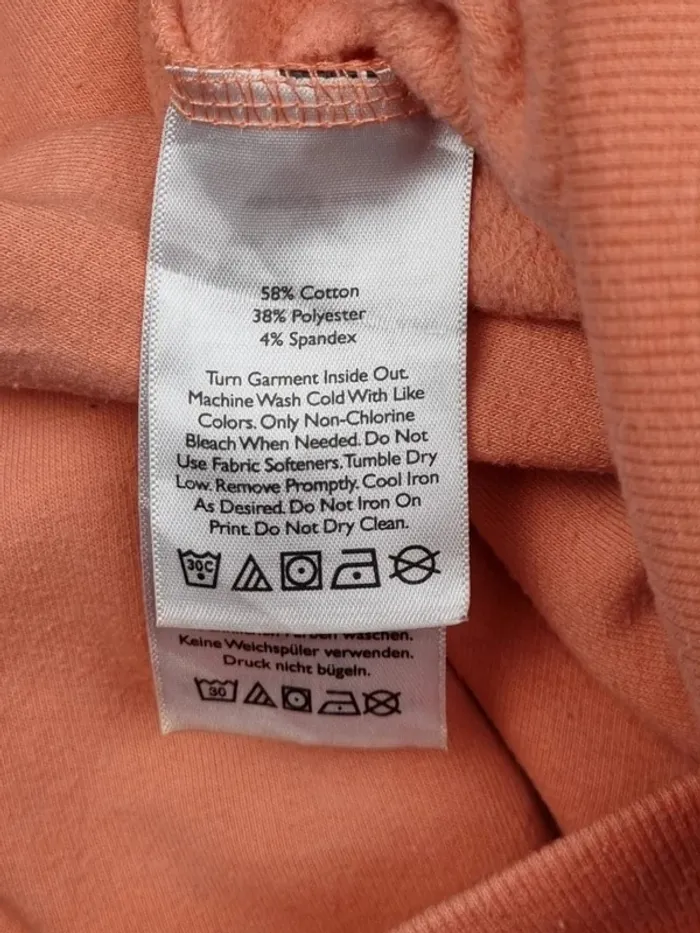 58% Cotton
38% Polyester
4% Spandex
Turn Garment Inside Out.
Machine Wash Cold With Like
Colors. Only Non-Chlorine
Bleach When Needed. Do Not
Use Fabric Softeners. Tumble Dry
Low. Remove Promptly. Cool Iron
As Desired. Do Not Iron On
Print. Do Not Dry Clean.
30C
waschen.
Keine Weichspüler verwenden.
Druck nicht bügeln.
30